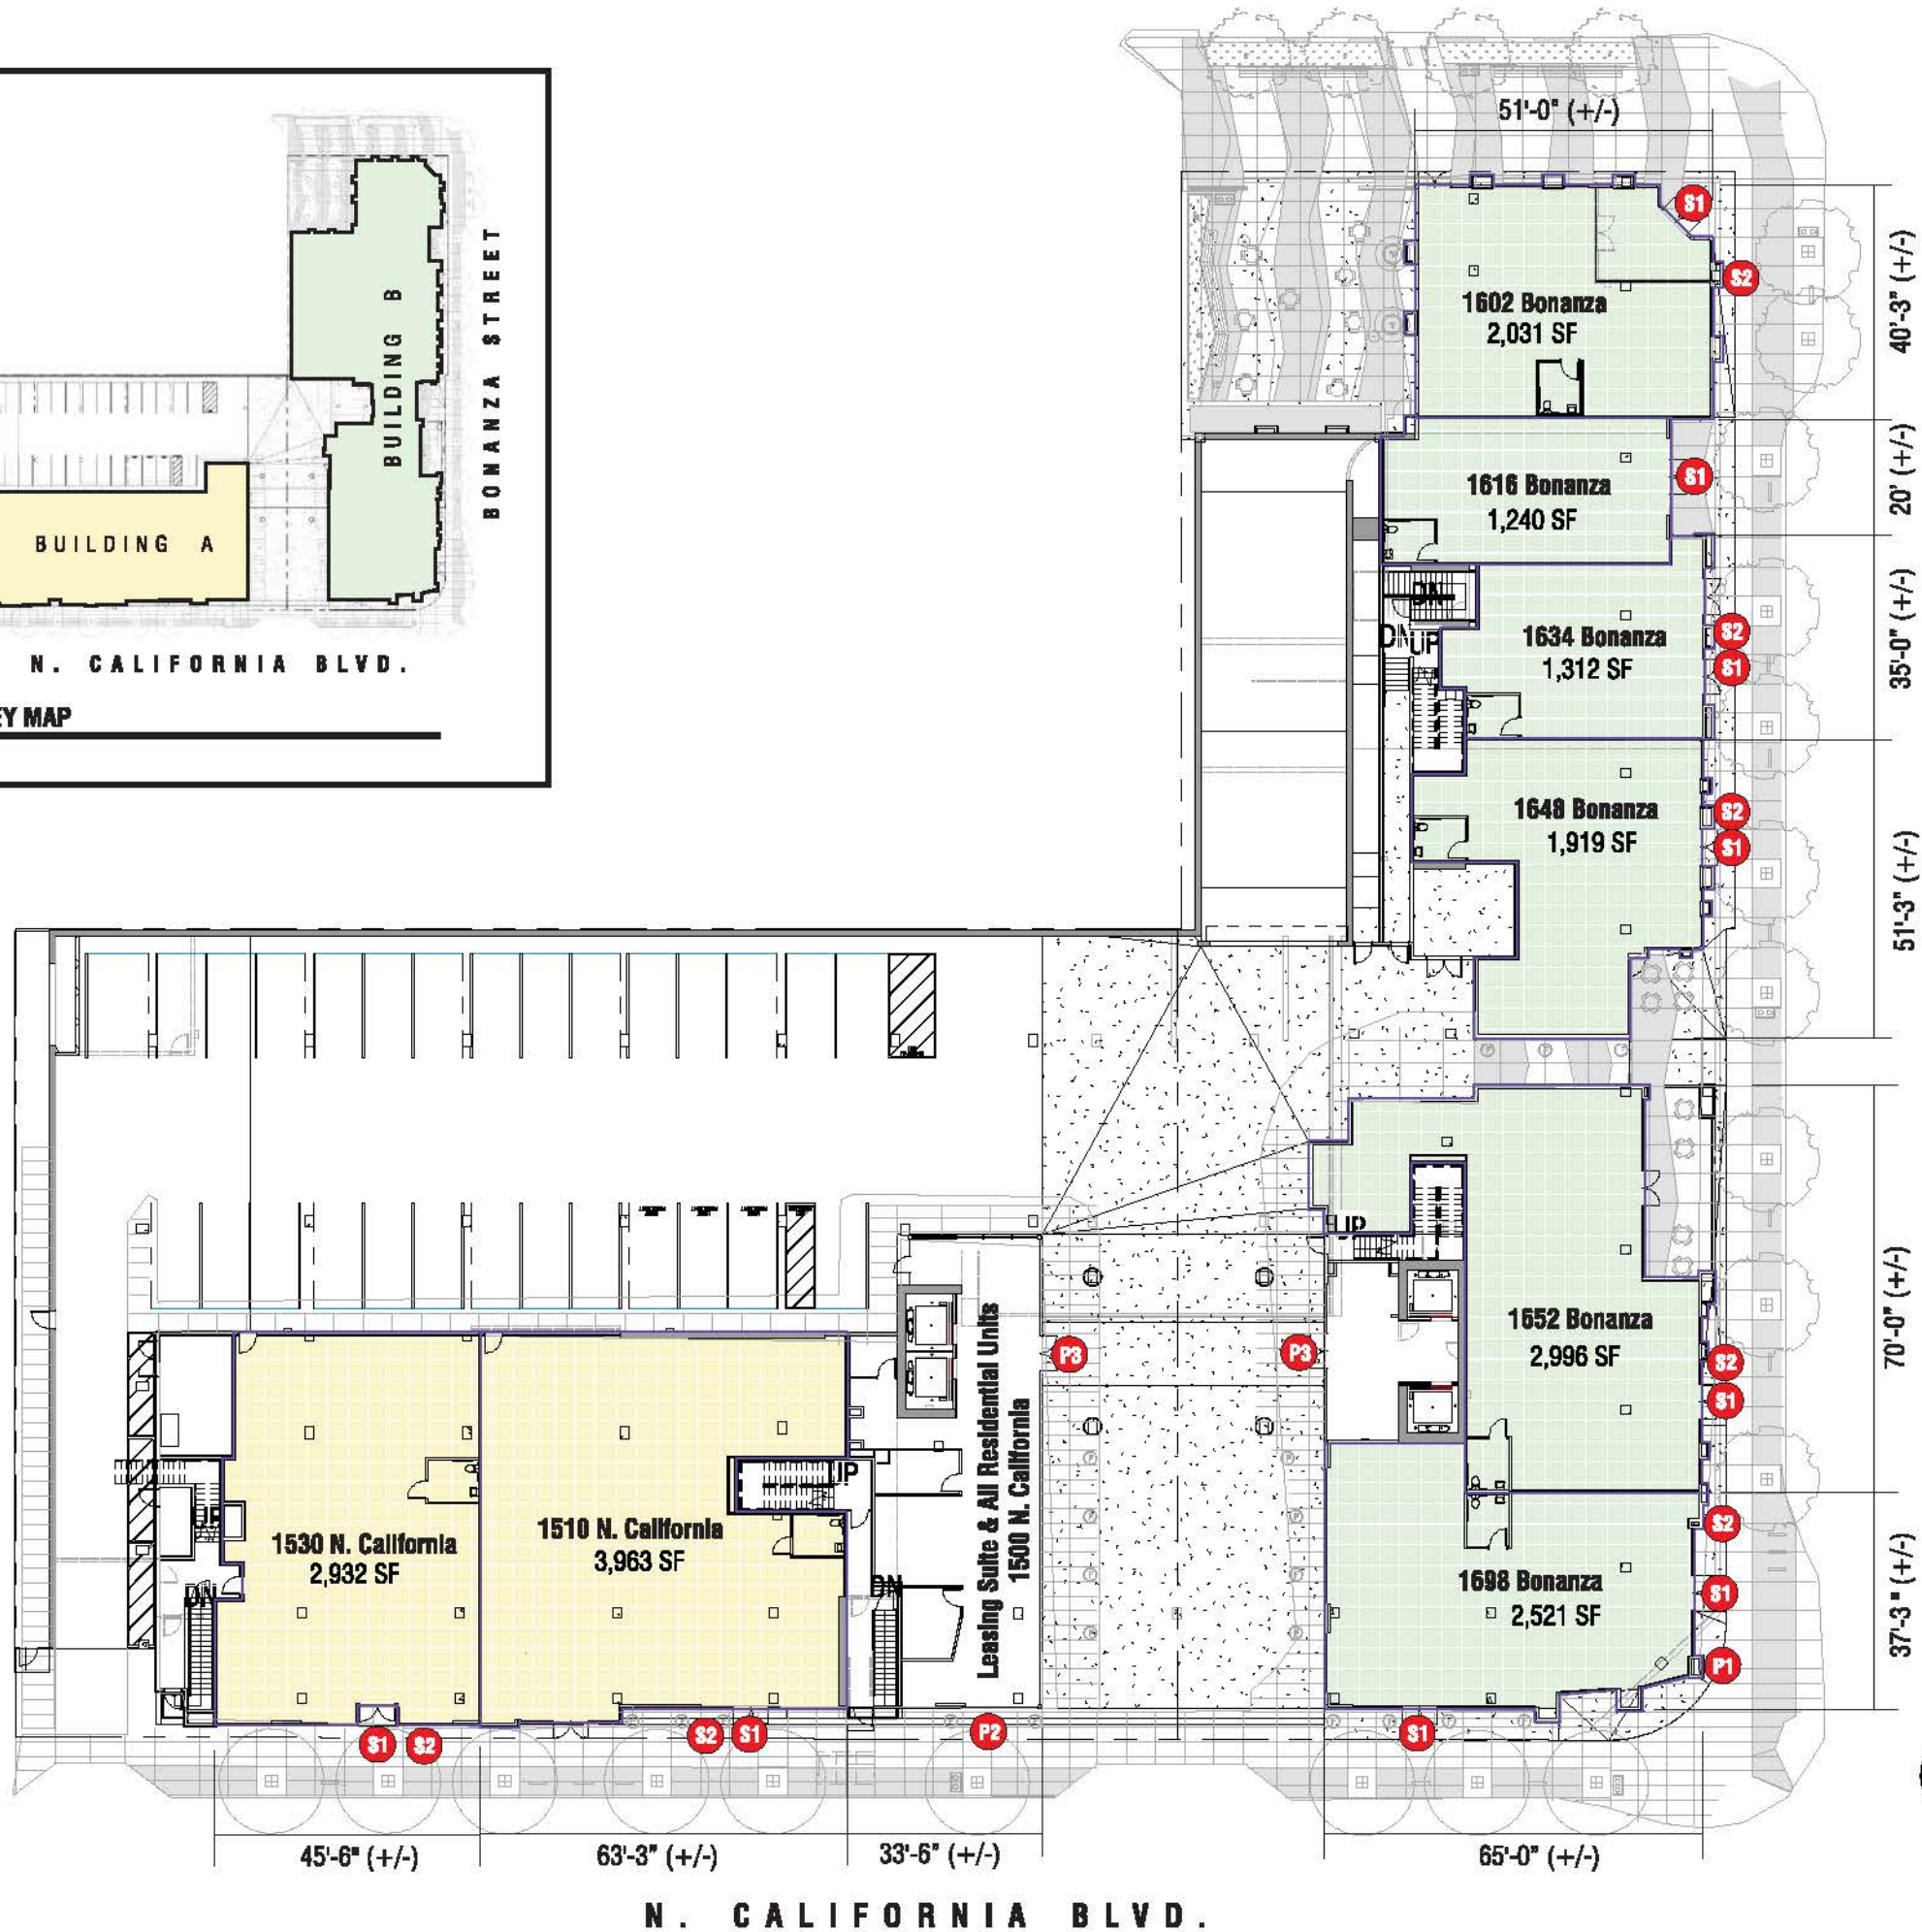 BUILDING B
BONANZA STREET
BUILDING A
N. CALIFORNIA BLVD.
EY MAP
51'-0" (+/-)
S1
S2
1602 Bonanza
2,031 SF
40'-3" (+/-)
S1
1616 Bonanza
1,240 SF
20' (+/-)
DN
DN
UP
1634 Bonanza
1,312 SF
S2
S1
35'-0" (+/-)
1648 Bonanza
1,919 SF
S2
S1
51'-3" (+/-)
UP
1652 Bonanza
2,996 SF
S2
S1
70'-0" (+/-)
P3
P3
Leasing Suite & All Residential Units
1500 N. California
UP
UP
DN
DN
1530 N. California
2,932 SF
1510 N. California
3,963 SF
1698 Bonanza
2,521 SF
S2
S1
P1
37'-3" (+/-)
S1
S2
S2
S1
P2
S1
45'-6" (+/-)
63'-3" (+/-)
33'-6" (+/-)
65'-0" (+/-)
N. CALIFORNIA BLVD.